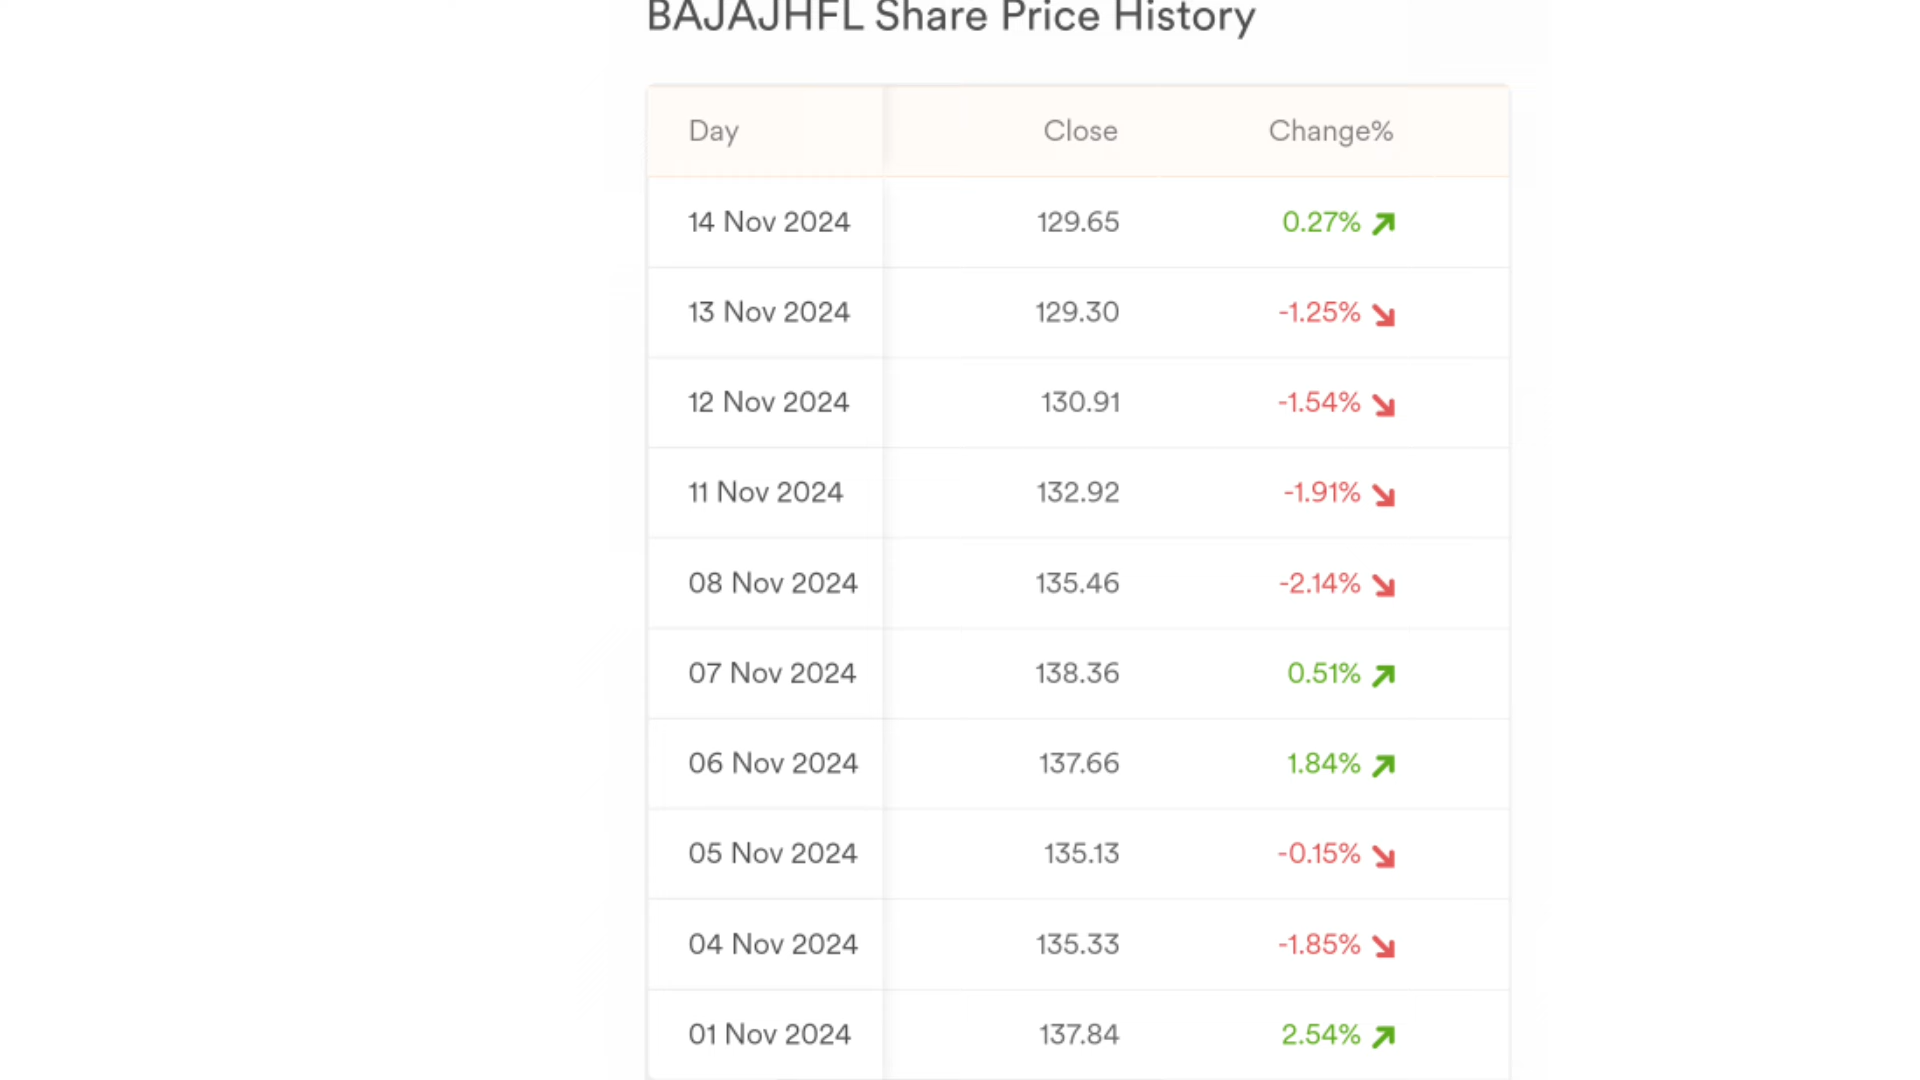 BAJAJHFL Share Price History
Day Close Change%
14 Nov 2024 129.65 0.27%
13 Nov 2024 129.30 -1.25%
12 Nov 2024 130.91 -1.54%
11 Nov 2024 132.92 -1.91%
08 Nov 2024 135.46 -2.14%
07 Nov 2024 138.36 0.51%
06 Nov 2024 137.66 1.84%
05 Nov 2024 135.13 -0.15%
04 Nov 2024 135.33 -1.85%
01 Nov 2024 137.84 2.54%